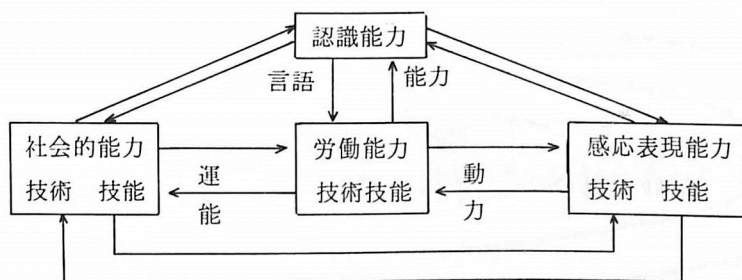 認識能力
言語 能力
社会的能力 労働能力 感応表現能力
技術 技能 運 技術技能 動 技術 技能
能 力